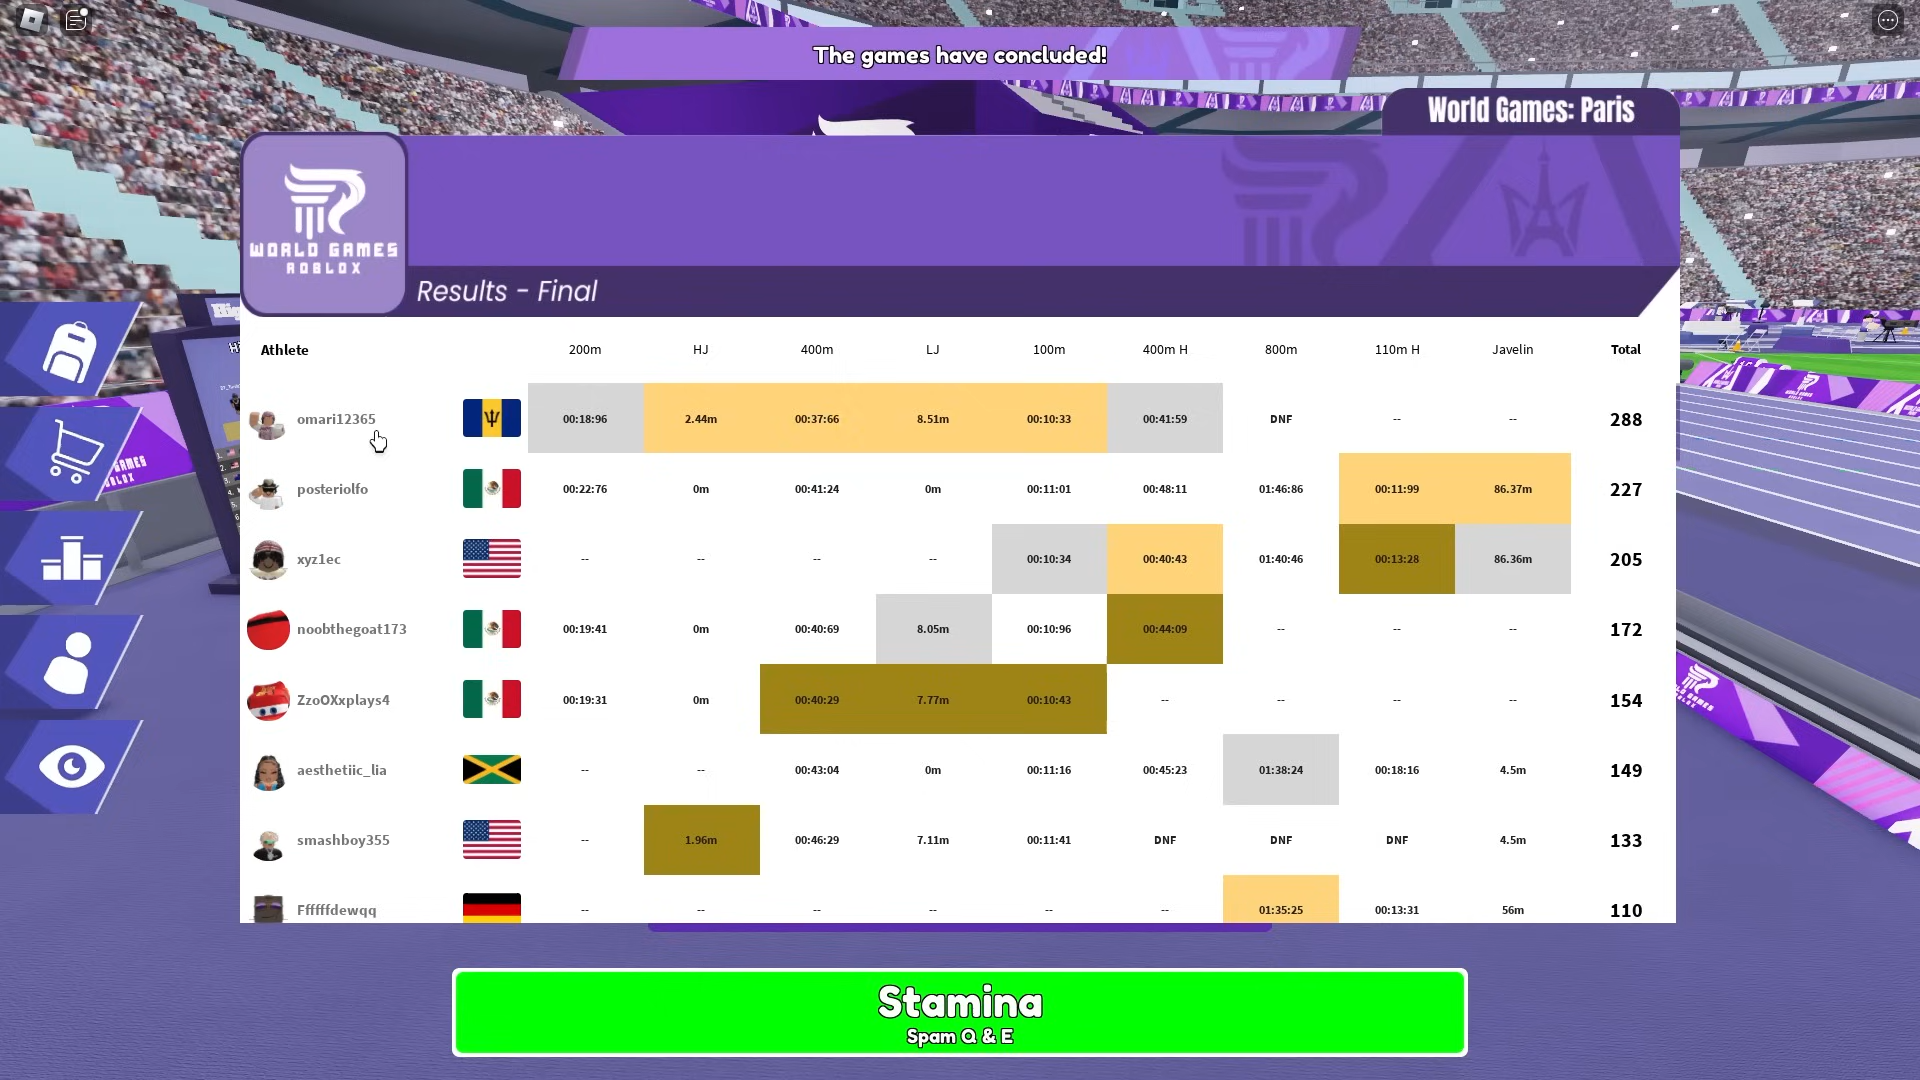 The games have concluded!
World Games: Paris
WORLD GAMES
ROBLOX
Results - Final
Athlete 200m HJ 400m LJ 100m 400m H 800m 110m H Javelin Total
omari12365 00:18:96 2.44m 00:37:66 8.51m 00:10:33 00:41:59 DNF -- -- 288
posteriolfo 00:22:76 0m 00:41:24 0m 00:11:01 00:48:11 01:46:86 00:11:99 86.37m 227
xyz1ec -- -- -- -- 00:10:34 00:40:43 01:40:46 00:13:28 86.36m 205
noobthegoat173 00:19:41 0m 00:40:69 8.05m 00:10:96 00:44:09 -- -- -- 172
ZzoOXxplays4 00:19:31 0m 00:40:29 7.77m 00:10:43 -- -- -- -- 154
aesthetiic_lia -- -- 00:43:04 0m 00:11:16 00:45:23 01:38:24 00:18:16 4.5m 149
smashboy355 -- 1.96m 00:46:29 7.11m 00:11:41 DNF DNF DNF 4.5m 133
Ffffffdewqq -- -- -- -- -- -- 01:35:25 00:13:31 56m 110
Stamina
Spam Q & E